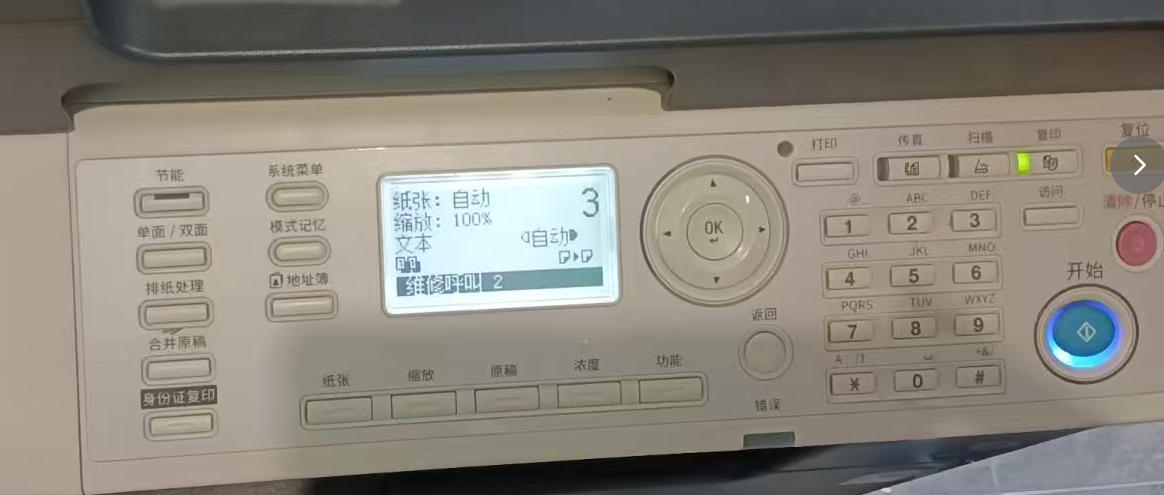 节能
系统菜单
单面 / 双面
模式记忆
排纸处理
地址簿
合并原稿
身份证复印
纸张: 自动
3
缩放: 100%
文本
自动
维修呼叫 2
纸张
缩放
原稿
浓度
功能
OK
返回
错误
打印
传真
扫描
复印
复位
访问
清除/停止
开始
.@_
1
ABC
2
DEF
3
GHI
4
JKL
5
MNO
6
PQRS
7
TUV
8
WXYZ
9
*
0
#